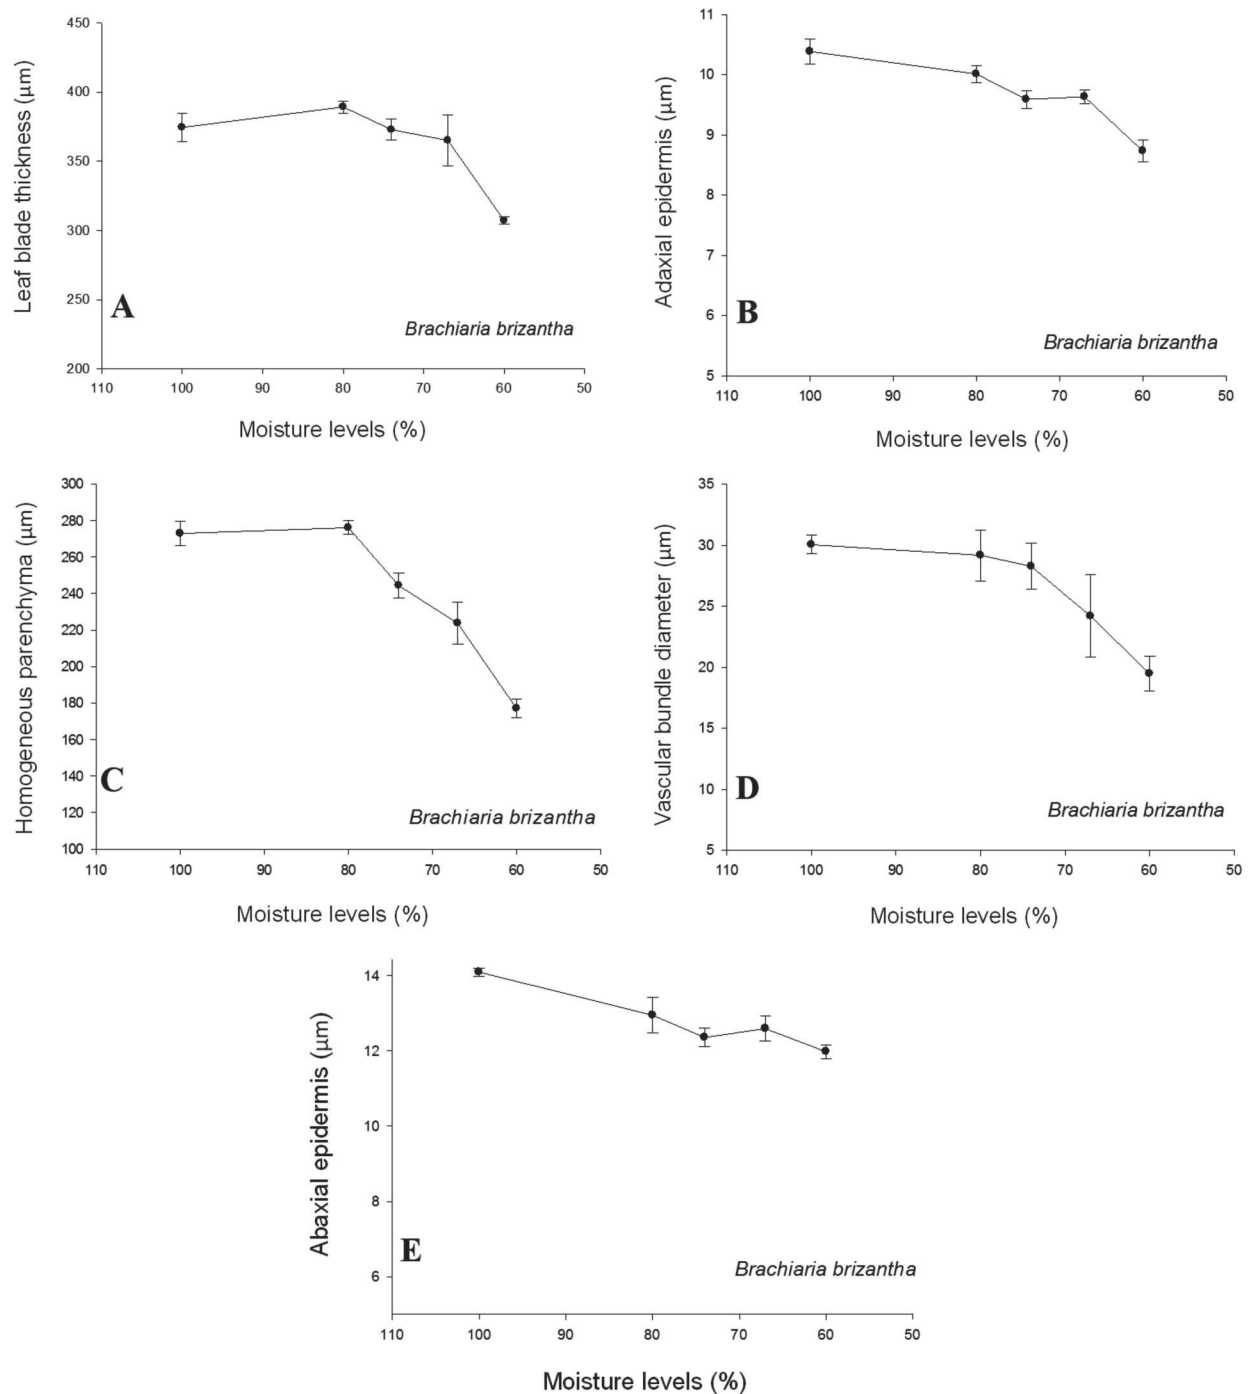 450
400
350
300
250
200
Leaf blade thickness (µm)
A
Brachiaria brizantha
110 100 90 80 70 60 50
Moisture levels (%)
11
10
9
8
7
6
5
Adaxial epidermis (µm)
B
Brachiaria brizantha
110 100 90 80 70 60 50
Moisture levels (%)
300
280
260
240
220
200
180
160
140
120
100
Homogeneous parenchyma (µm)
C
Brachiaria brizantha
110 100 90 80 70 60 50
Moisture levels (%)
35
30
25
20
15
10
5
Vascular bundle diameter (µm)
D
Brachiaria brizantha
110 100 90 80 70 60 50
Moisture levels (%)
14
12
10
8
6
Abaxial epidermis (µm)
E
Brachiaria brizantha
110 100 90 80 70 60 50
Moisture levels (%)